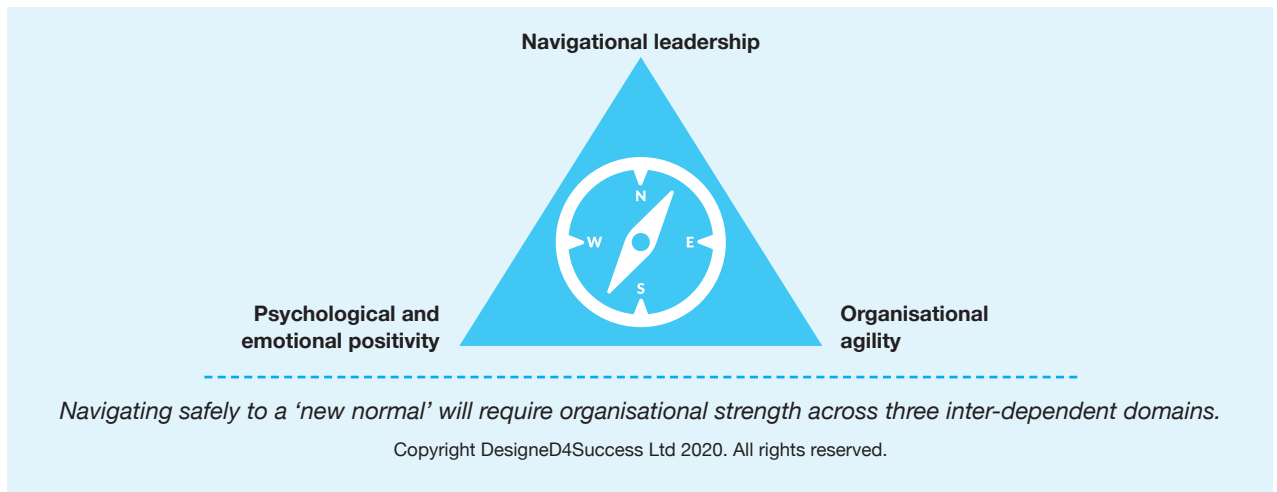 Navigational leadership
N
W
E
S
Psychological and
emotional positivity
Organisational
agility
Navigating safely to a ‘new normal’ will require organisational strength across three inter-dependent domains.
Copyright DesigneD4Success Ltd 2020. All rights reserved.